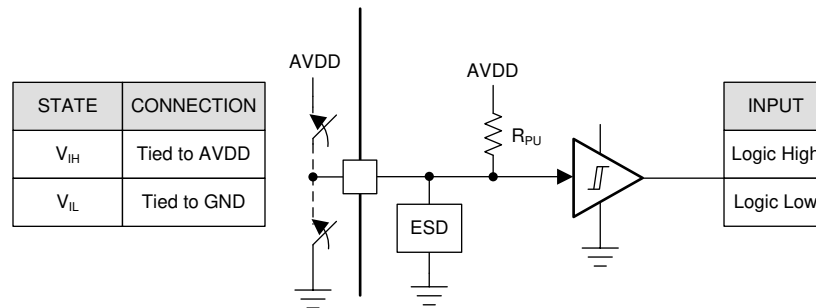 STATE CONNECTION
V_IH Tied to AVDD
V_IL Tied to GND
AVDD
AVDD
R_PU
ESD
INPUT
Logic High
Logic Low